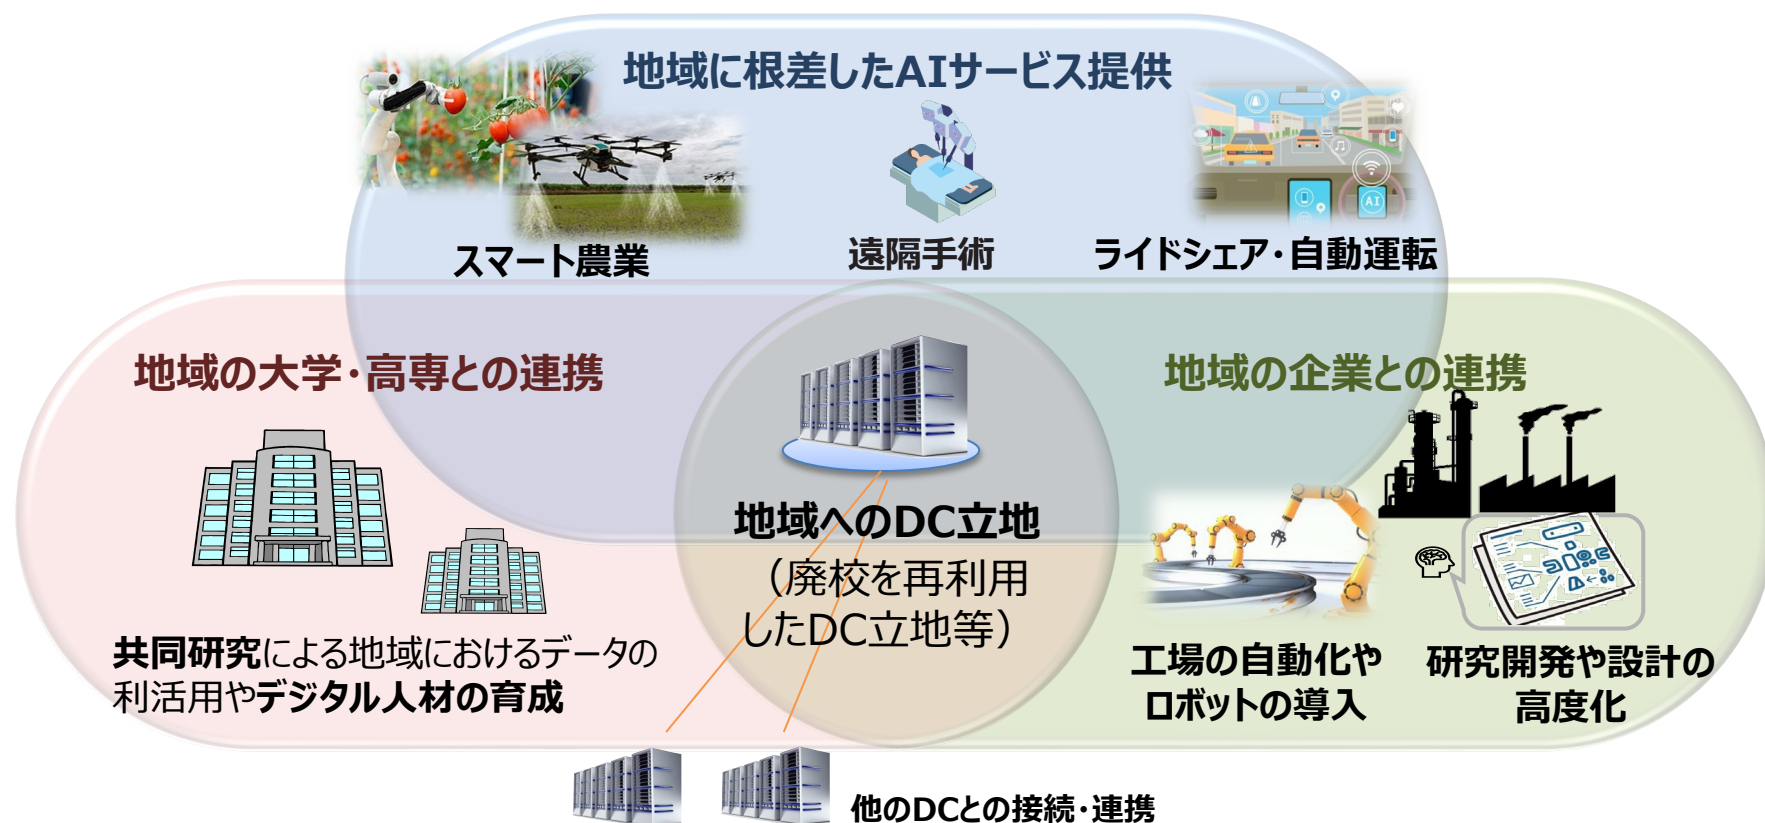 地域に根差したAIサービス提供
スマート農業
遠隔手術
ライドシェア・自動運転
AI
地域の大学・高専との連携
地域の企業との連携
地域へのDC立地
（廃校を再利用
したDC立地等）
共同研究による地域におけるデータの
利活用やデジタル人材の育成
工場の自動化や
ロボットの導入
研究開発や設計の
高度化
他のDCとの接続・連携